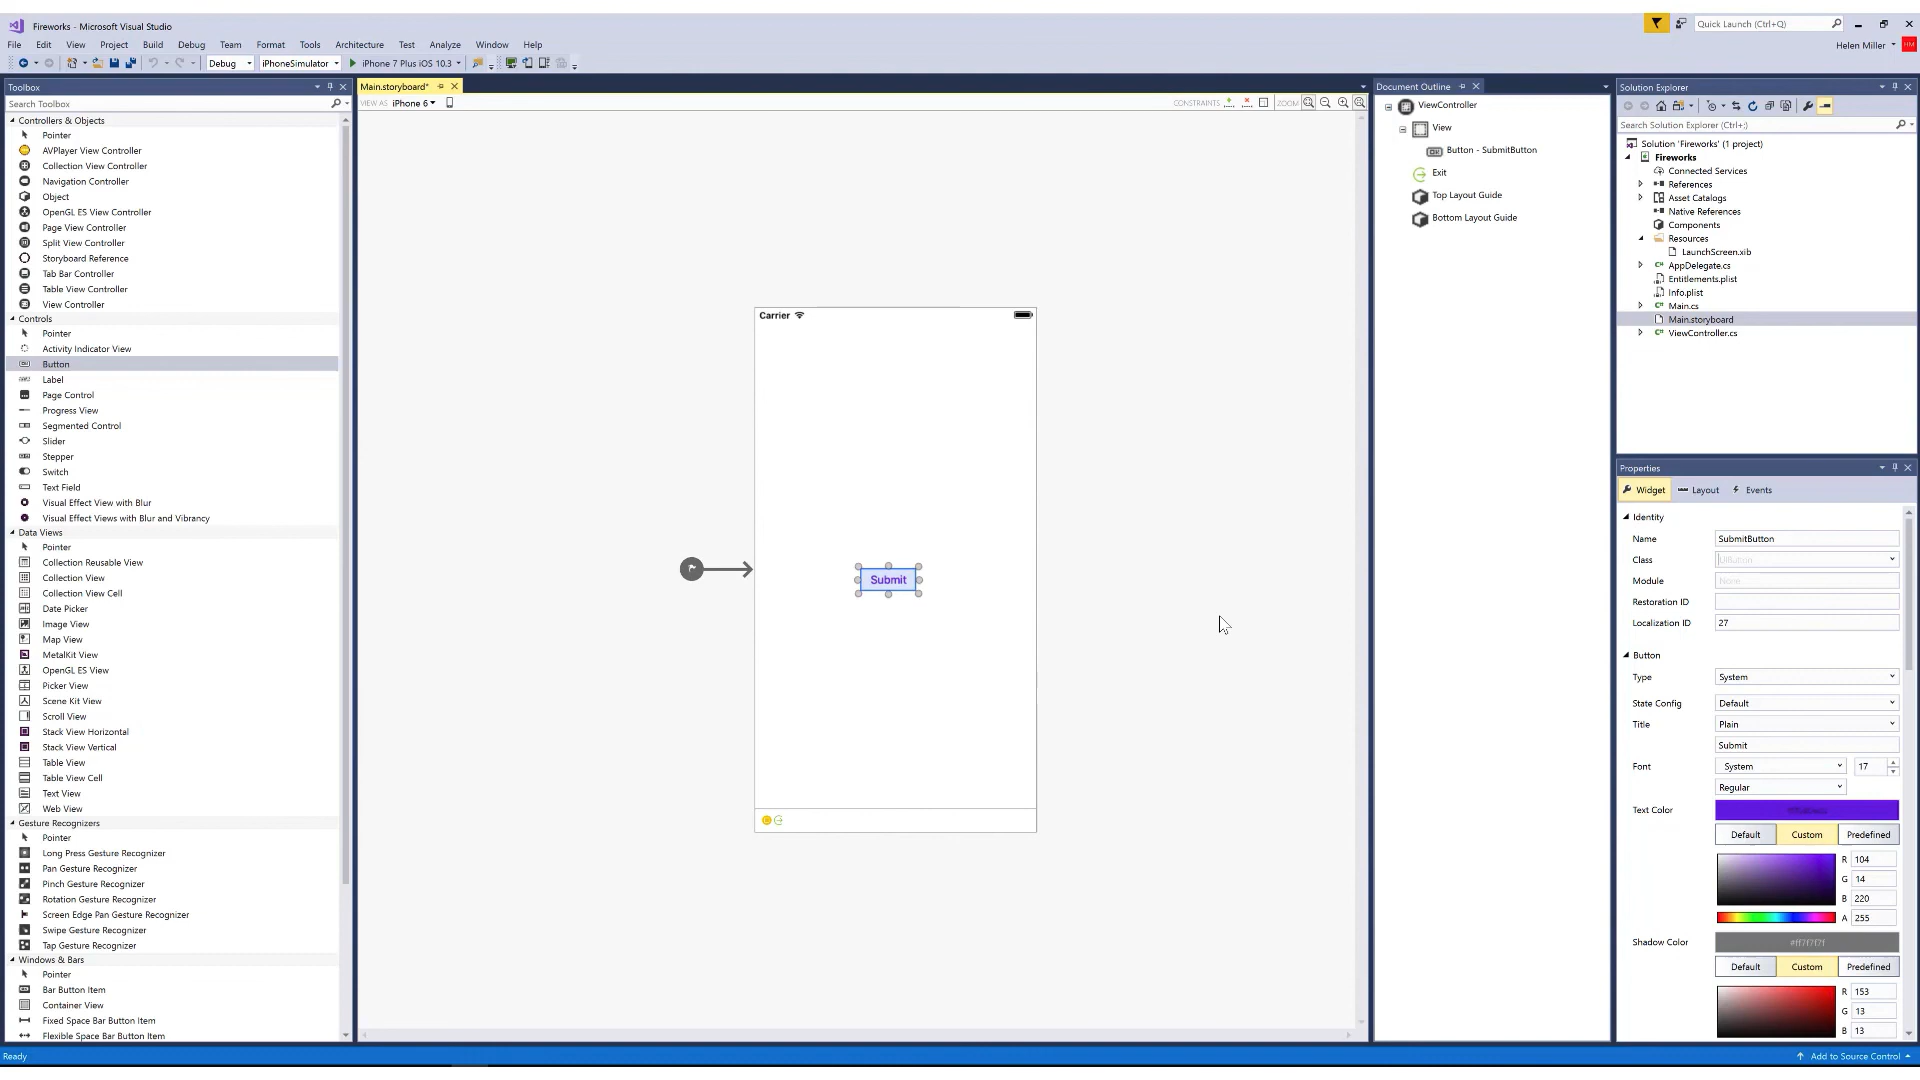 Fireworks - Microsoft Visual Studio
Quick Launch (Ctrl+Q)
File Edit View Project Build Debug Team Format Tools Architecture Test Analyze Window Help
Helen Miller HM
Debug iPhoneSimulator iPhone 7 Plus iOS 10.3
Toolbox
Search Toolbox
Controllers & Objects
Pointer
AVPlayer View Controller
Collection View Controller
Navigation Controller
Object
OpenGL ES View Controller
Page View Controller
Split View Controller
Storyboard Reference
Tab Bar Controller
Table View Controller
View Controller
Controls
Pointer
Activity Indicator View
Button
Label
Page Control
Progress View
Segmented Control
Slider
Stepper
Switch
Text Field
Visual Effect View with Blur
Visual Effect Views with Blur and Vibrancy
Data Views
Pointer
Collection Reusable View
Collection View
Collection View Cell
Date Picker
Image View
Map View
MetalKit View
OpenGL ES View
Picker View
Scene Kit View
Scroll View
Stack View Horizontal
Stack View Vertical
Table View
Table View Cell
Text View
Web View
Gesture Recognizers
Pointer
Long Press Gesture Recognizer
Pan Gesture Recognizer
Pinch Gesture Recognizer
Rotation Gesture Recognizer
Screen Edge Pan Gesture Recognizer
Swipe Gesture Recognizer
Tap Gesture Recognizer
Windows & Bars
Pointer
Bar Button Item
Container View
Fixed Space Bar Button Item
Flexible Space Bar Button Item
Main.storyboard*
VIEW AS iPhone 6
CONSTRAINTS
ZOOM
Carrier
Submit
Document Outline
ViewController
View
Button - SubmitButton
Exit
Top Layout Guide
Bottom Layout Guide
Solution Explorer
Search Solution Explorer (Ctrl+;)
Solution 'Fireworks' (1 project)
Fireworks
Connected Services
References
Asset Catalogs
Native References
Components
Resources
LaunchScreen.xib
AppDelegate.cs
Entitlements.plist
Info.plist
Main.cs
Main.storyboard
ViewController.cs
Properties
Widget Layout Events
Identity
Name SubmitButton
Class UIButton
Module None
Restoration ID
Localization ID 27
Button
Type System
State Config Default
Title Plain
Submit
Font System 17
Regular
Text Color
Default Custom Predefined
R 104
G 14
B 220
A 255
Shadow Color #ff7f7f7f
Default Custom Predefined
R 153
G 13
B 13
Ready
Add to Source Control